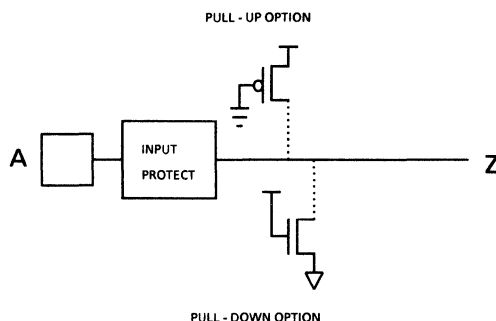 PULL - UP OPTION
A
INPUT
PROTECT
Z
PULL - DOWN OPTION